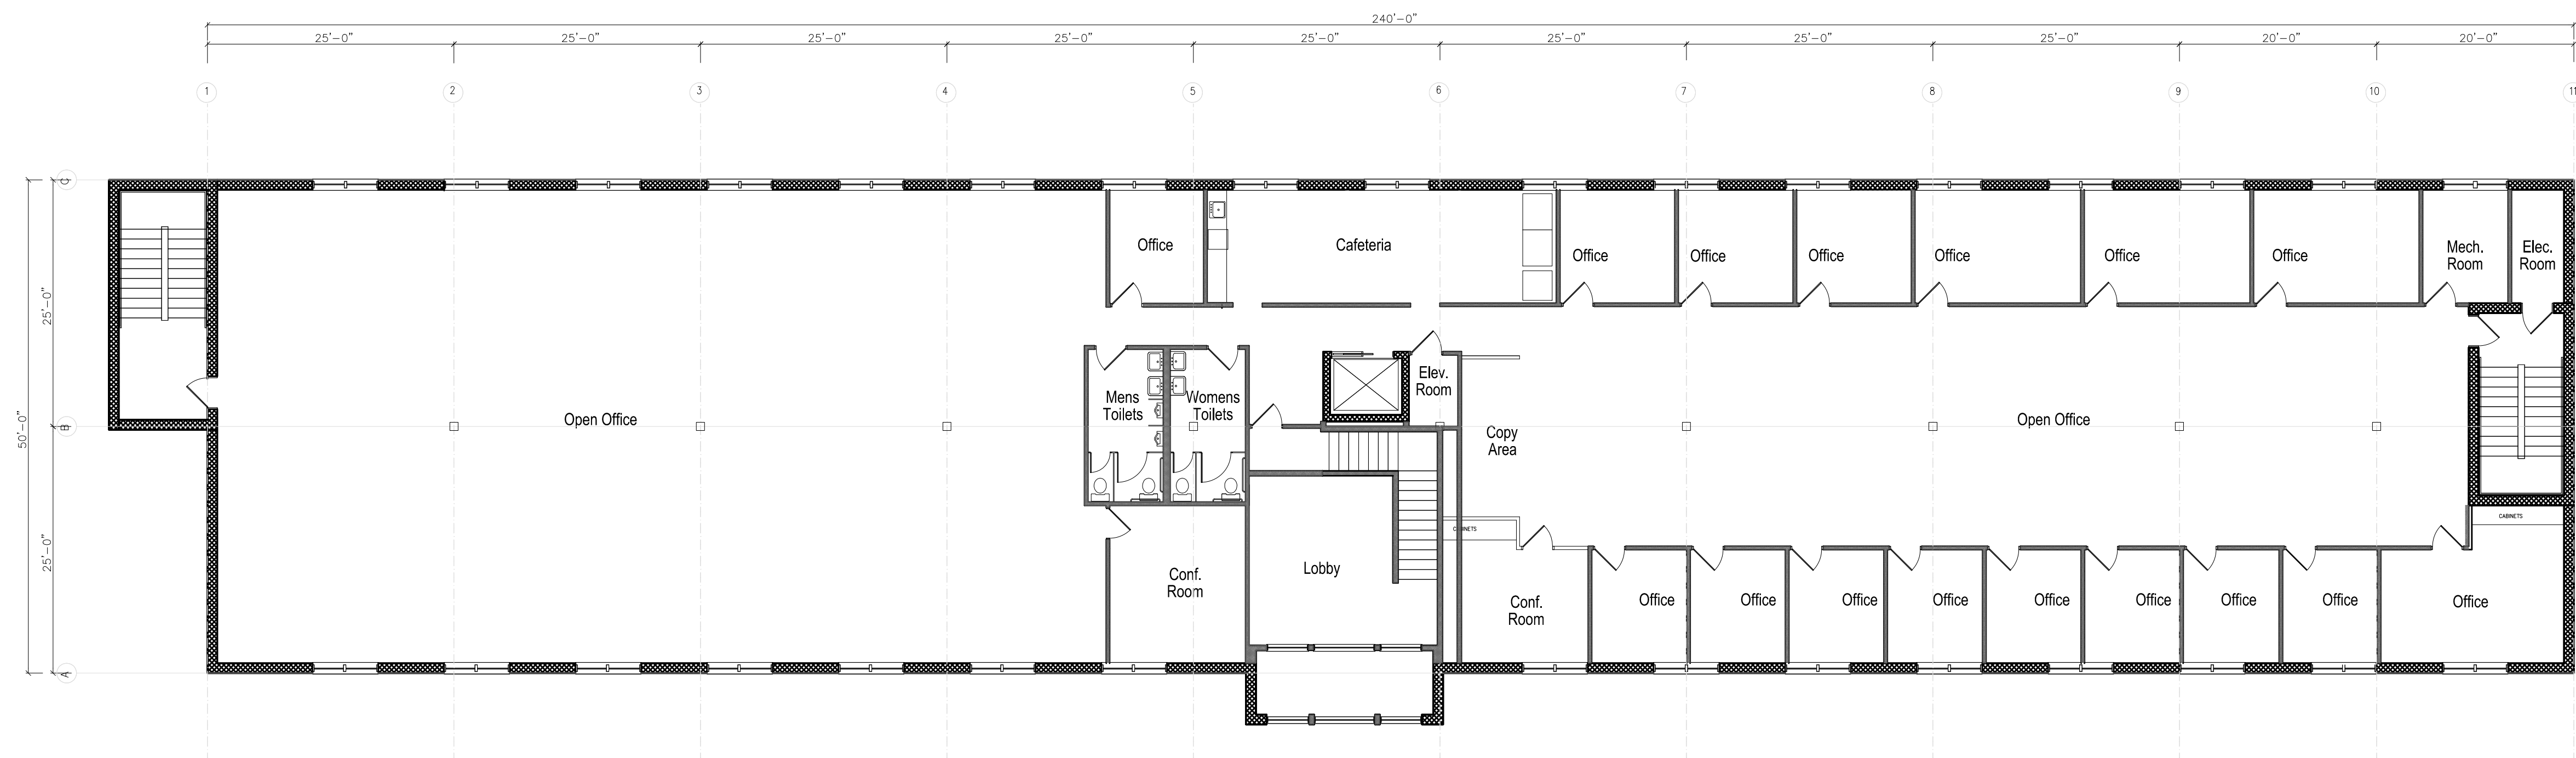 240'-0"
25'-0" 25'-0" 25'-0" 25'-0" 25'-0" 25'-0" 25'-0" 25'-0" 20'-0" 20'-0"
1 2 3 4 5 6 7 8 9 10 11
C
Office
Cafeteria
Office Office Office Office Office Office
Mech.
Room
Elec.
Room
25'-0"
Mens
Toilets
Womens
Toilets
Elev.
Room
50'-0"
B
Open Office
Copy
Area
Open Office
25'-0"
CABINETS
CABINETS
Conf.
Room
Lobby
Conf.
Room
Office Office Office Office Office Office Office Office Office
A